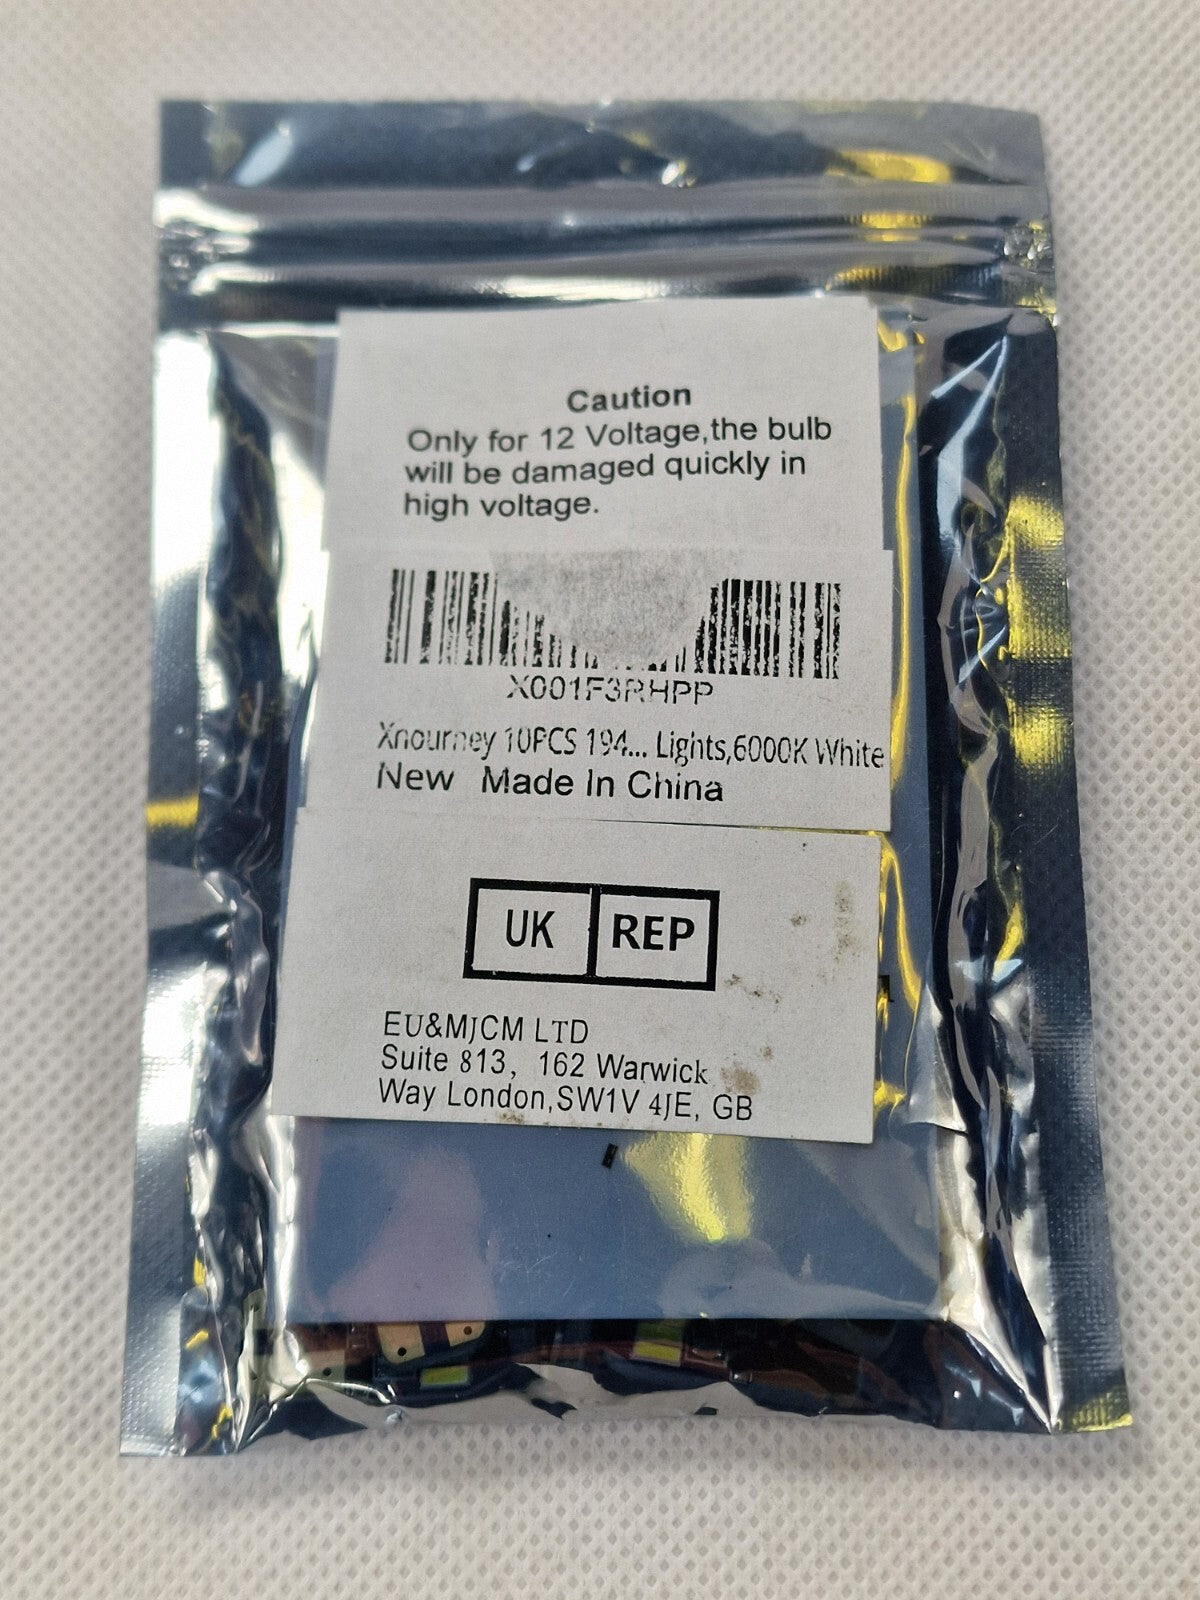 Caution
Only for 12 Voltage,the bulb
will be damaged quickly in
high voltage.
X001F3RHPP
Xnourney 10PCS 194... Lights,6000K White
New Made In China
UK REP
EU&MJCM LTD
Suite 813, 162 Warwick
Way London,SW1V 4JE, GB